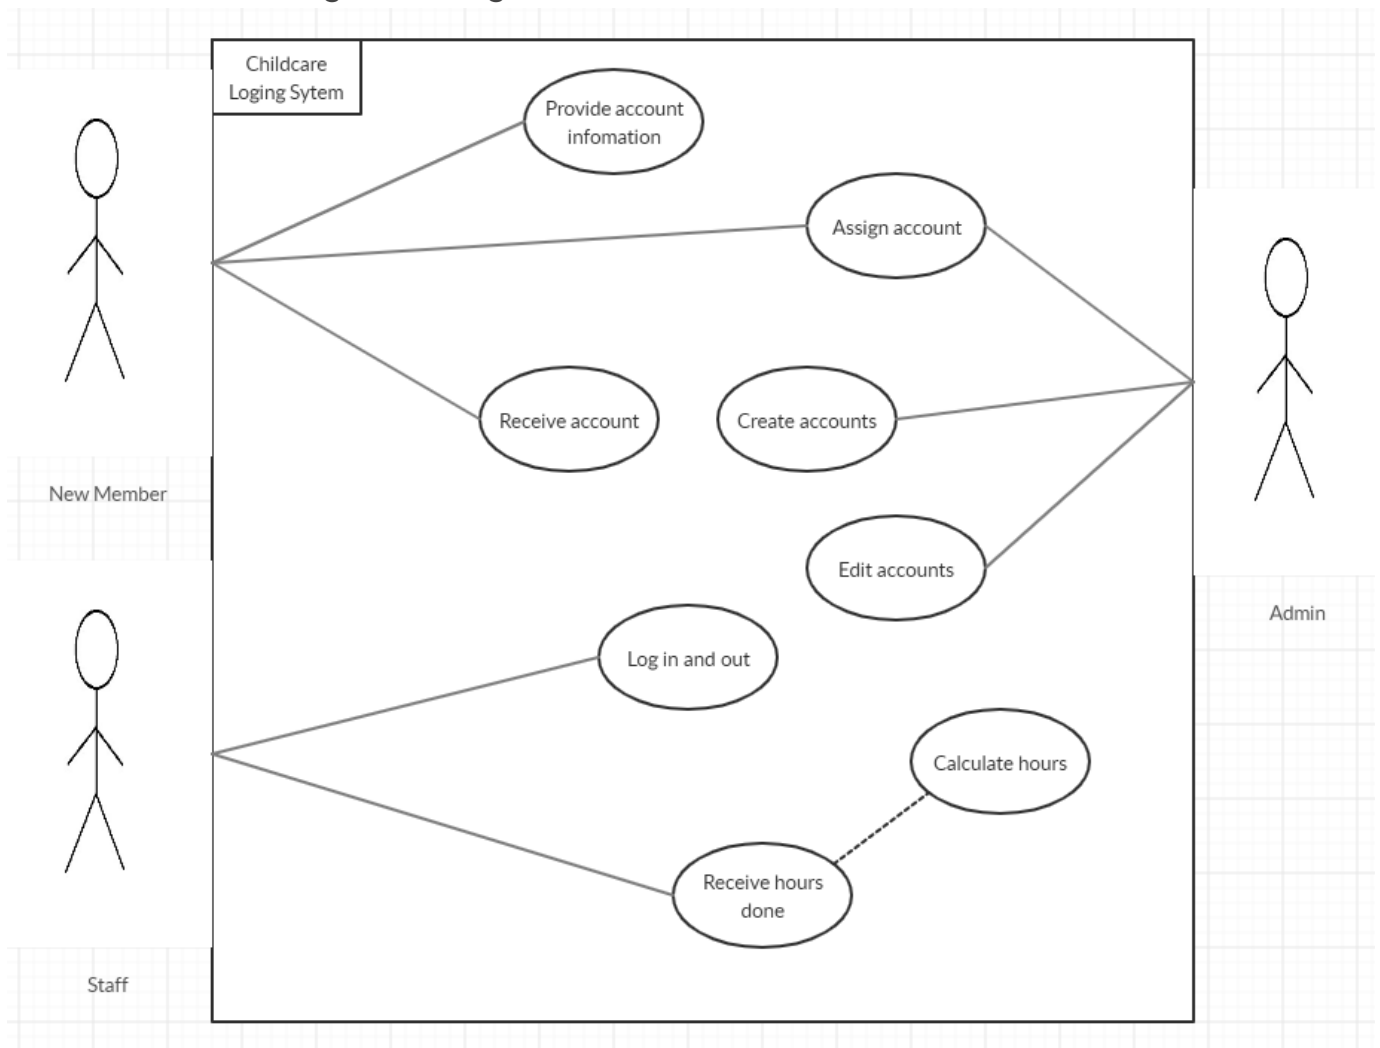 Childcare
Loging Sytem
Provide account
infomation
Assign account
Receive account
Create accounts
New Member
Edit accounts
Admin
Log in and out
Calculate hours
Receive hours
done
Staff